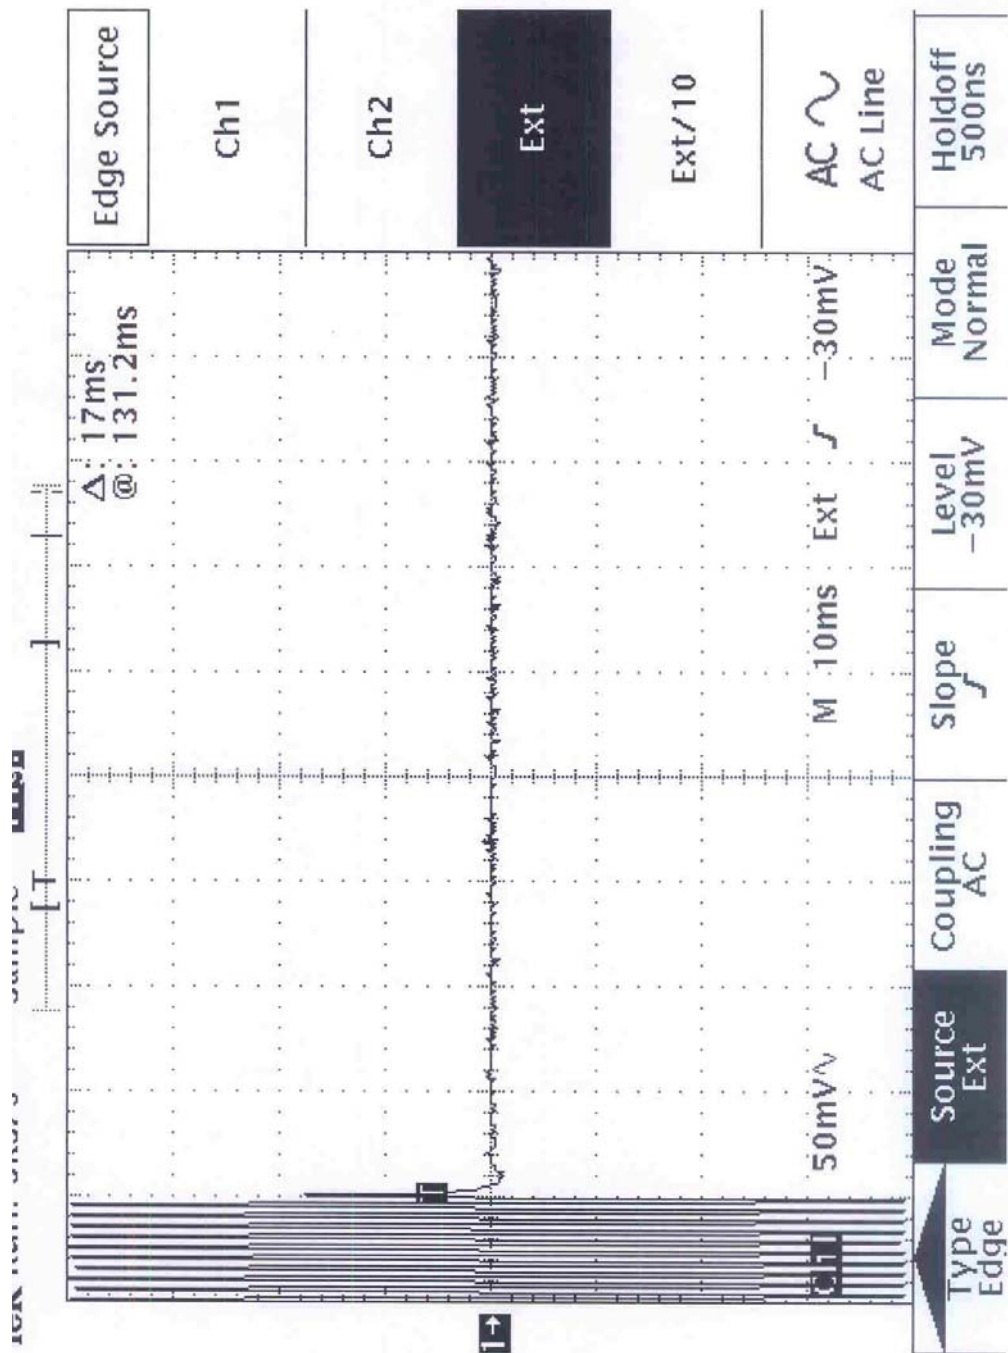 Δ: 17ms
@: 131.2ms
Edge Source
Ch1
Ch2
Ext
Ext/10
AC
AC Line
1
T
50mV
M 10ms Ext -30mV
Type
Edge
Source
Ext
Coupling
AC
Slope
Level
-30mV
Mode
Normal
Holdoff
500ns